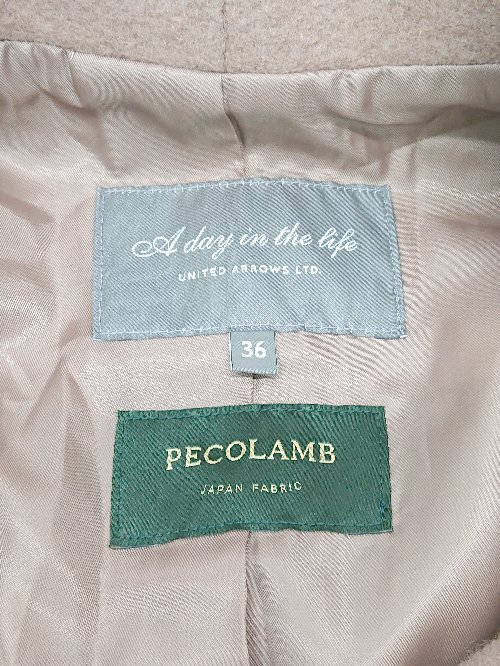 A day in the life
UNITED ARROWS LTD.
36
PECOLAMB
JAPAN FABRIC